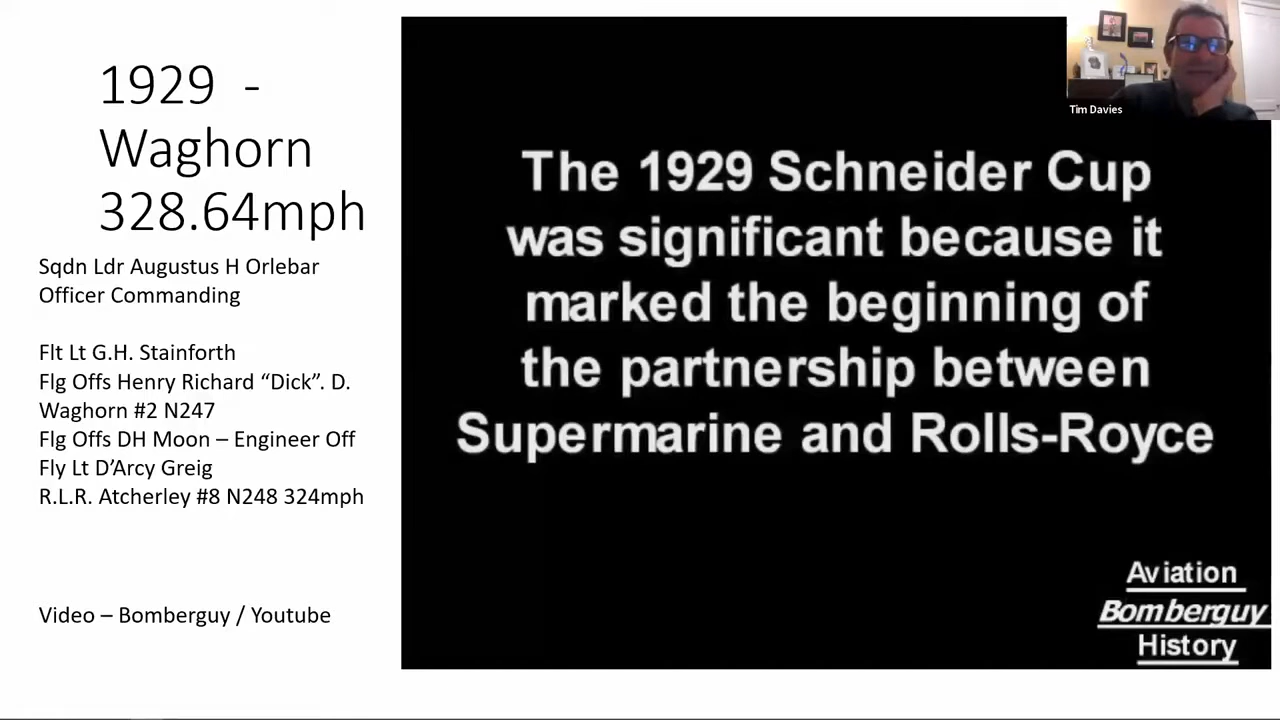 1929 -
Waghorn
328.64mph
Sqdn Ldr Augustus H Orlebar
Officer Commanding
Flt Lt G.H. Stainforth
Flg Offs Henry Richard “Dick”. D.
Waghorn #2 N247
Flg Offs DH Moon – Engineer Off
Fly Lt D’Arcy Greig
R.L.R. Atcherley #8 N248 324mph
Video – Bomberguy / Youtube
The 1929 Schneider Cup
was significant because it
marked the beginning of
the partnership between
Supermarine and Rolls-Royce
Aviation
Bomberguy
History
Tim Davies